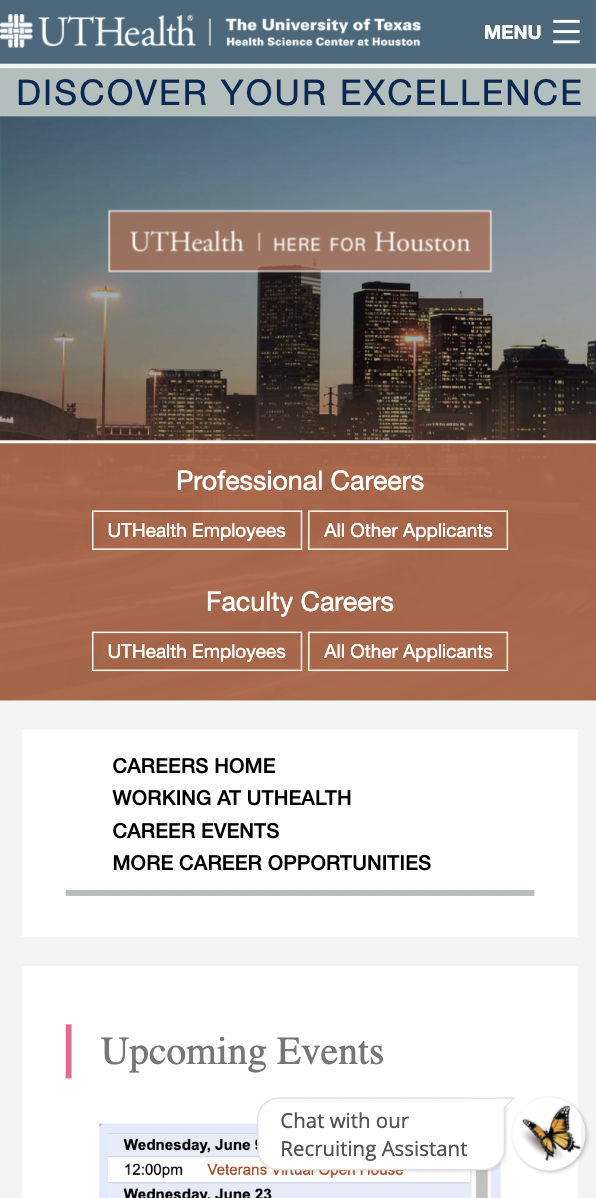 UTHealth® | The University of Texas
Health Science Center at Houston
MENU
DISCOVER YOUR EXCELLENCE
UTHealth | HERE FOR Houston
Professional Careers
UTHealth Employees
All Other Applicants
Faculty Careers
UTHealth Employees
All Other Applicants
CAREERS HOME
WORKING AT UTHEALTH
CAREER EVENTS
MORE CAREER OPPORTUNITIES
Upcoming Events
Wednesday, June
12:00pm Veterans Virtual Open House
Wednesday, June 23
Chat with our
Recruiting Assistant